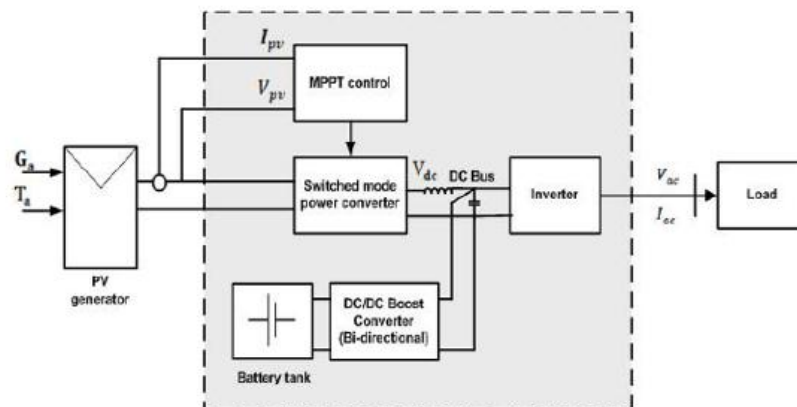 I_pv
MPPT control
V_pv
G_a
T_a
PV
generator
Switched mode
power converter
V_dc
DC Bus
Inverter
V_ac
I_ac
Load
Battery tank
DC/DC Boost
Converter
(Bi-directional)